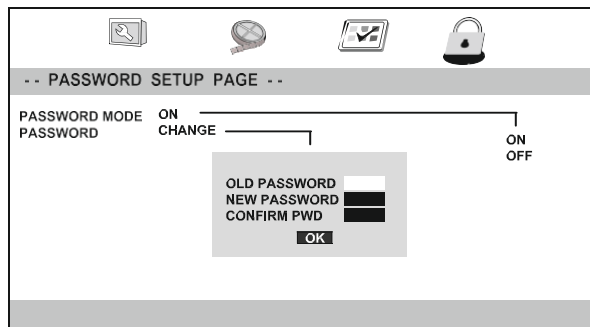 -- PASSWORD SETUP PAGE --
PASSWORD MODE ON
PASSWORD CHANGE
ON
OFF
OLD PASSWORD
NEW PASSWORD
CONFIRM PWD
OK